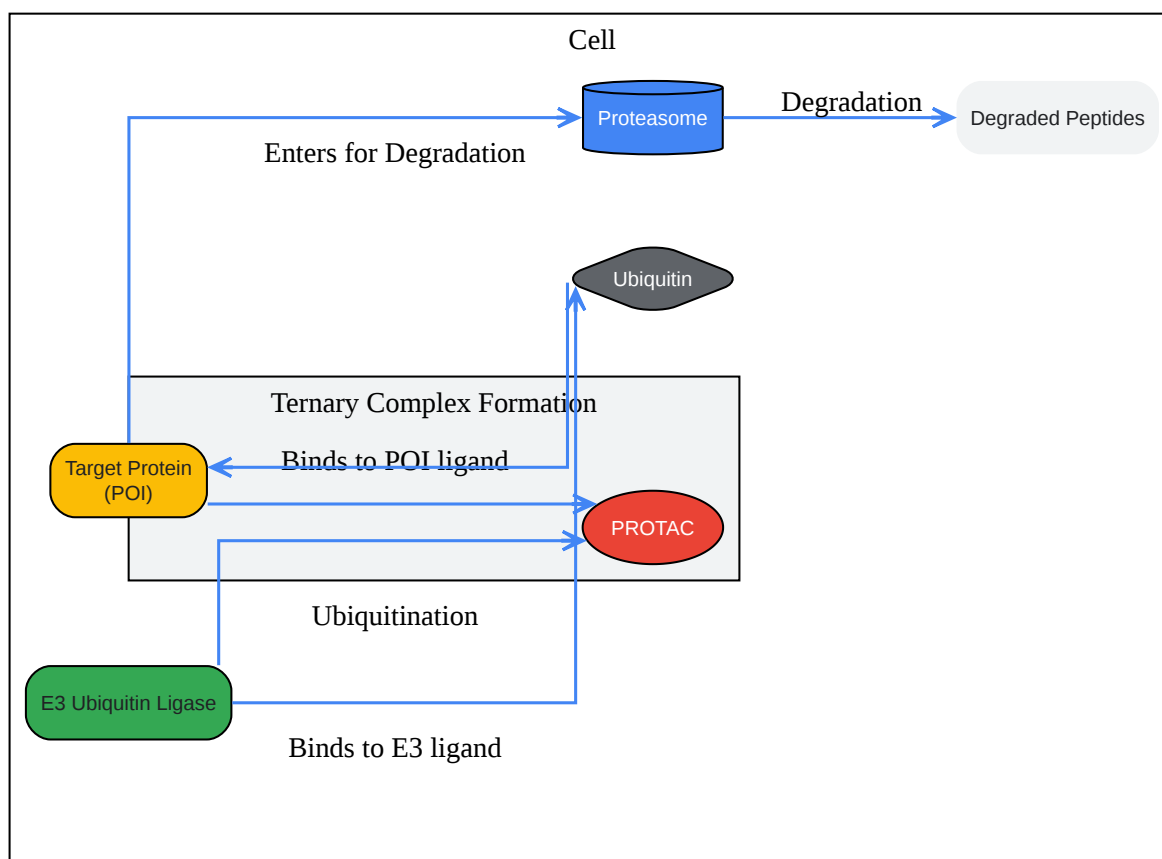 Cell
Proteasome
Degradation
Degraded Peptides
Enters for Degradation
Ubiquitin
Ternary Complex Formation
Binds to POI ligand
Target Protein
(POI)
PROTAC
Ubiquitination
E3 Ubiquitin Ligase
Binds to E3 ligand